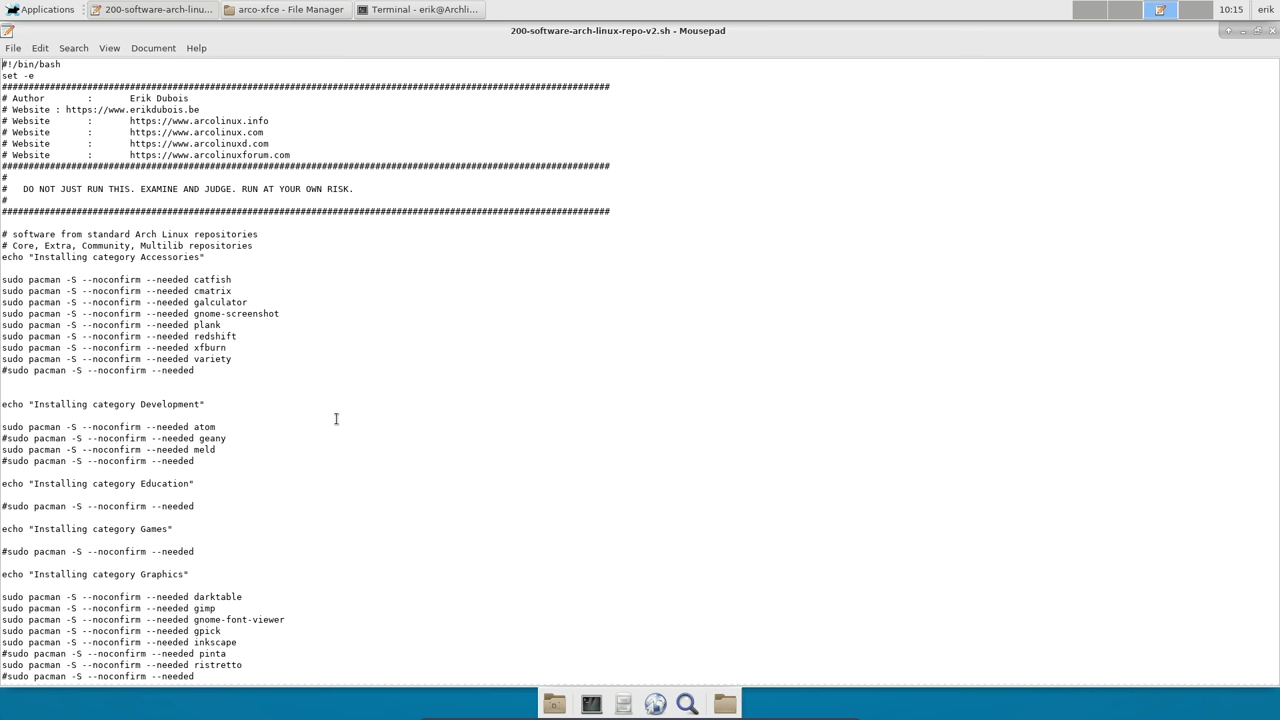 Applications
200-software-arch-linu...
arco-xfce - File Manager
Terminal - erik@Archli...
10:15
erik
200-software-arch-linux-repo-v2.sh - Mousepad
File Edit Search View Document Help
#!/bin/bash
set -e
##################################################################################################################
# Author : Erik Dubois
# Website : https://www.erikdubois.be
# Website : https://www.arcolinux.info
# Website : https://www.arcolinux.com
# Website : https://www.arcolinuxd.com
# Website : https://www.arcolinuxforum.com
##################################################################################################################
#
# DO NOT JUST RUN THIS. EXAMINE AND JUDGE. RUN AT YOUR OWN RISK.
#
##################################################################################################################
# software from standard Arch Linux repositories
# Core, Extra, Community, Multilib repositories
echo "Installing category Accessories"
sudo pacman -S --noconfirm --needed catfish
sudo pacman -S --noconfirm --needed cmatrix
sudo pacman -S --noconfirm --needed galculator
sudo pacman -S --noconfirm --needed gnome-screenshot
sudo pacman -S --noconfirm --needed plank
sudo pacman -S --noconfirm --needed redshift
sudo pacman -S --noconfirm --needed xfburn
sudo pacman -S --noconfirm --needed variety
#sudo pacman -S --noconfirm --needed
echo "Installing category Development"
sudo pacman -S --noconfirm --needed atom
#sudo pacman -S --noconfirm --needed geany
sudo pacman -S --noconfirm --needed meld
#sudo pacman -S --noconfirm --needed
echo "Installing category Education"
#sudo pacman -S --noconfirm --needed
echo "Installing category Games"
#sudo pacman -S --noconfirm --needed
echo "Installing category Graphics"
sudo pacman -S --noconfirm --needed darktable
sudo pacman -S --noconfirm --needed gimp
sudo pacman -S --noconfirm --needed gnome-font-viewer
sudo pacman -S --noconfirm --needed gpick
sudo pacman -S --noconfirm --needed inkscape
#sudo pacman -S --noconfirm --needed pinta
sudo pacman -S --noconfirm --needed ristretto
#sudo pacman -S --noconfirm --needed